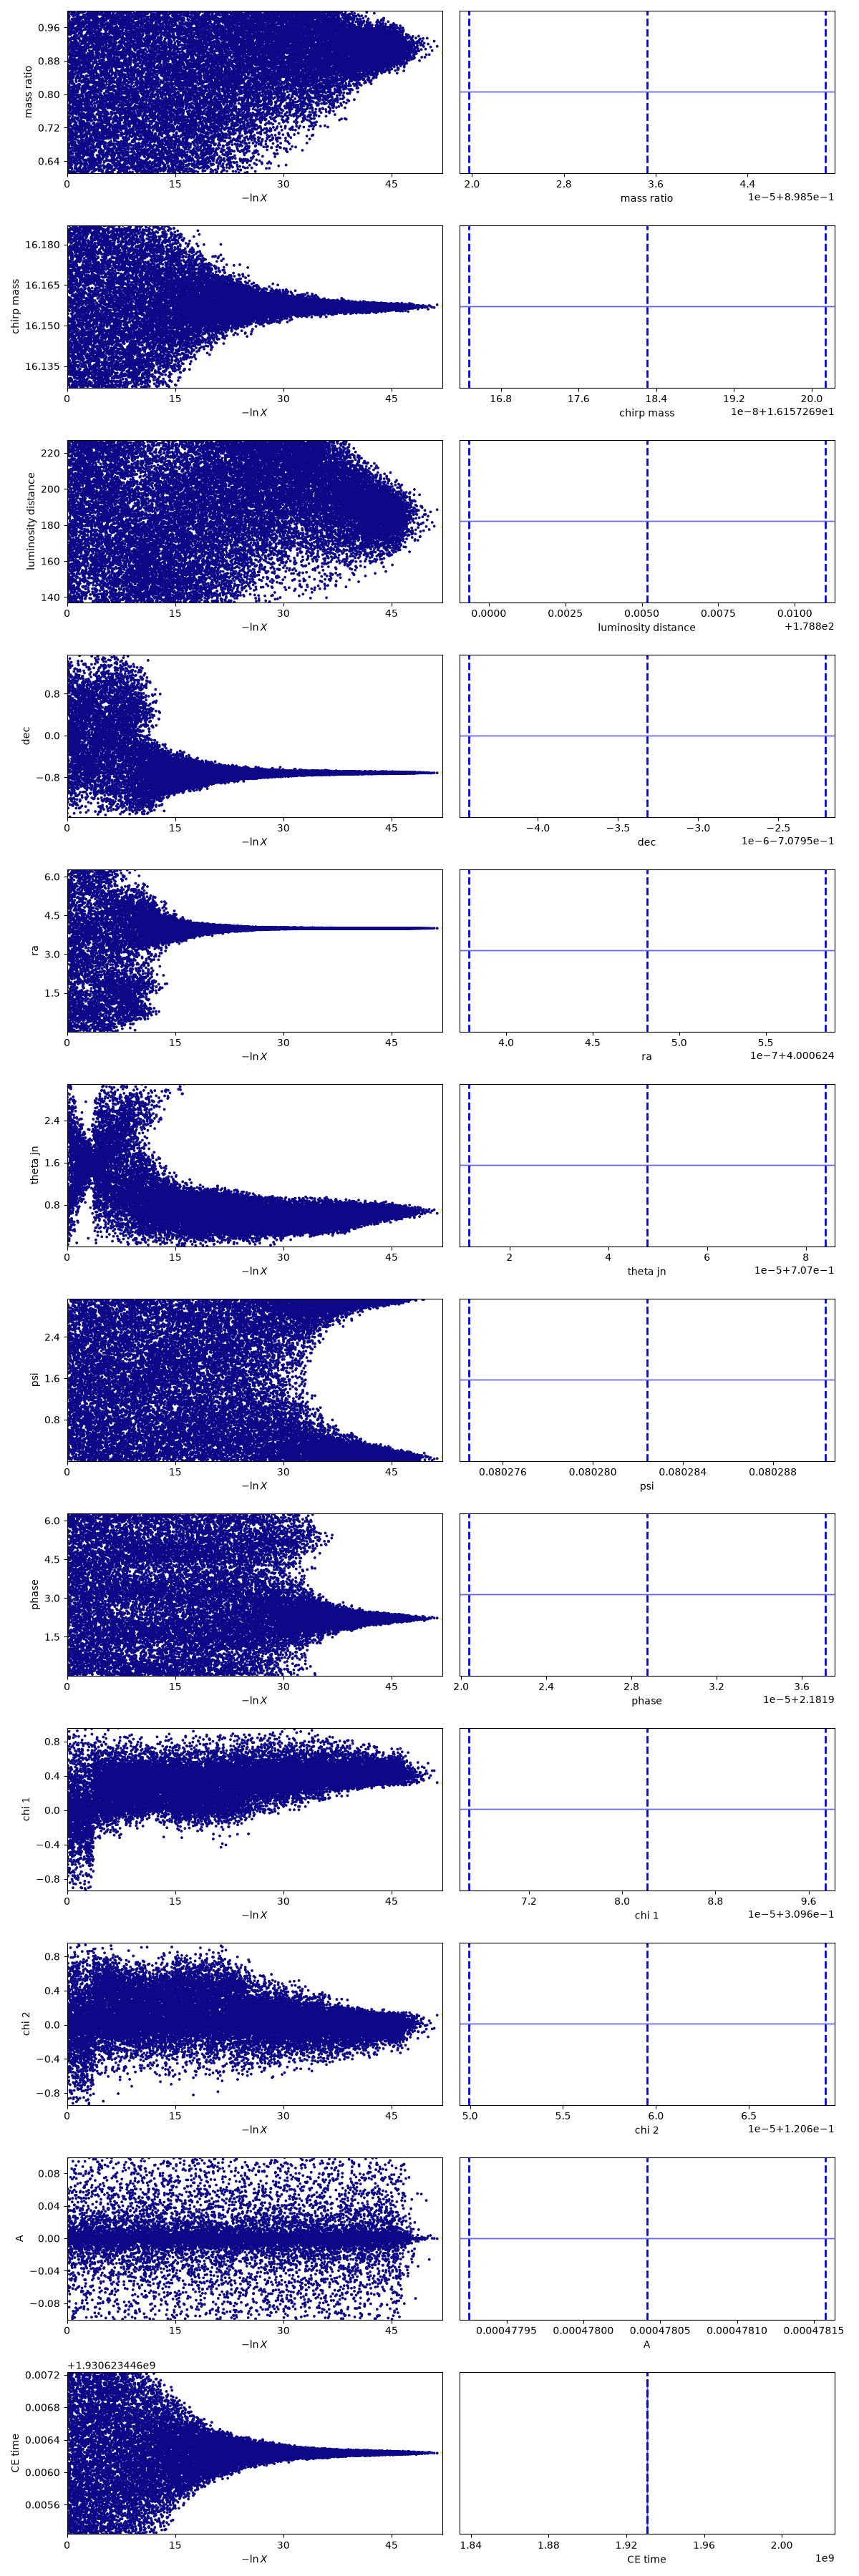 0.96
0.88
0.80
0.72
0.64
mass ratio
0 15 30 45
−ln X
2.0 2.8 3.6 4.4
1e−5+8.985e−1
mass ratio
16.180
16.165
16.150
16.135
chirp mass
0 15 30 45
−ln X
16.8 17.6 18.4 19.2 20.0
1e−8+1.6157269e1
chirp mass
220
200
180
160
140
luminosity distance
0 15 30 45
−ln X
0.0000 0.0025 0.0050 0.0075 0.0100
+1.788e2
luminosity distance
0.8
0.0
−0.8
dec
0 15 30 45
−ln X
−4.0 −3.5 −3.0 −2.5
1e−6−7.0795e−1
dec
6.0
4.5
3.0
1.5
ra
0 15 30 45
−ln X
4.0 4.5 5.0 5.5
1e−7+4.000624
ra
2.4
1.6
0.8
theta jn
0 15 30 45
−ln X
2 4 6 8
1e−5+7.07e−1
theta jn
2.4
1.6
0.8
psi
0 15 30 45
−ln X
0.080276 0.080280 0.080284 0.080288
psi
6.0
4.5
3.0
1.5
phase
0 15 30 45
−ln X
2.0 2.4 2.8 3.2 3.6
1e−5+2.1819
phase
0.8
0.4
0.0
−0.4
−0.8
chi 1
0 15 30 45
−ln X
7.2 8.0 8.8 9.6
1e−5+3.096e−1
chi 1
0.8
0.4
0.0
−0.4
−0.8
chi 2
0 15 30 45
−ln X
5.0 5.5 6.0 6.5
1e−5+1.206e−1
chi 2
0.08
0.04
0.00
−0.04
−0.08
A
0 15 30 45
−ln X
0.00047795 0.00047800 0.00047805 0.00047810 0.00047815
A
+1.930623446e9
0.0072
0.0068
0.0064
0.0060
0.0056
CE time
0 15 30 45
−ln X
1.84 1.88 1.92 1.96 2.00
1e9
CE time